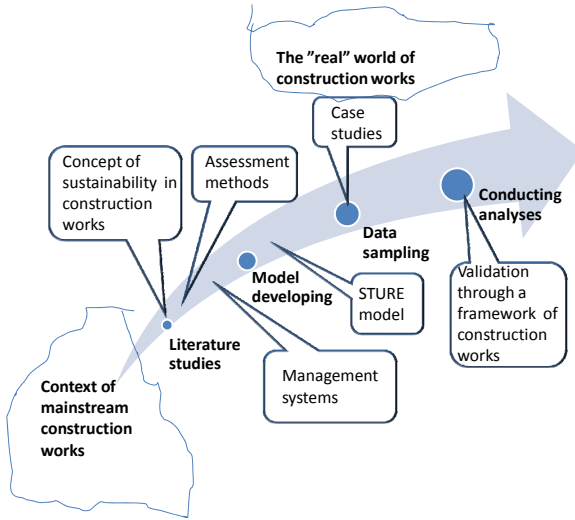 The ”real” world of
construction works
Case
studies
Concept of
sustainability in
construction
works
Assessment
methods
Conducting
analyses
Data
sampling
Model
developing
STURE
model
Validation
through a
framework of
construction
works
Literature
studies
Management
systems
Context of
mainstream
construction
works